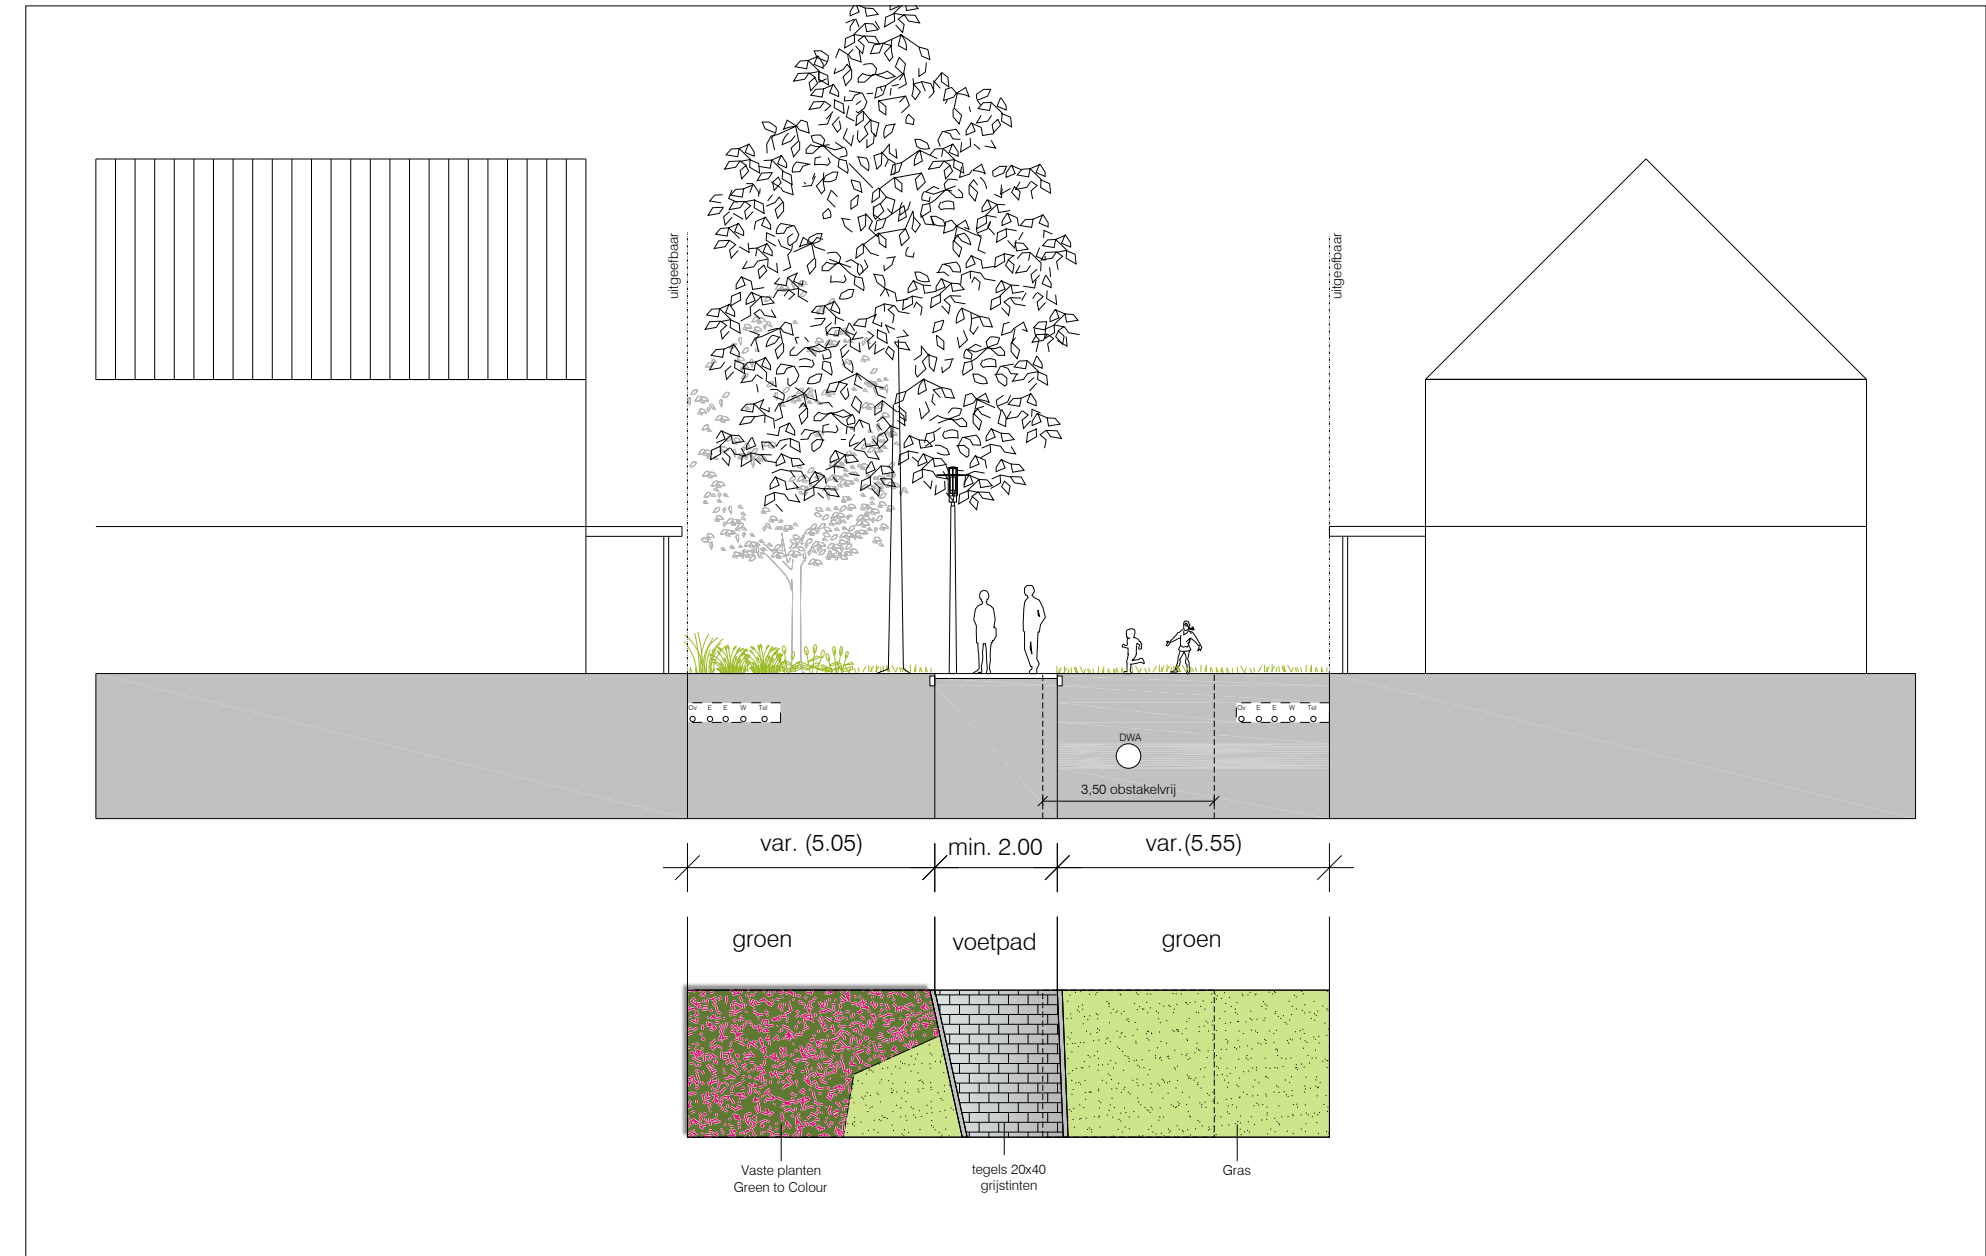 uitgeefbaar
uitgeefbaar
Ov E E W Tel
Ov E E W Tel
DWA
3,50 obstakelvrij
var. (5.05)
min. 2.00
var.(5.55)
groen
voetpad
groen
Vaste planten
Green to Colour
tegels 20x40
grijstinten
Gras